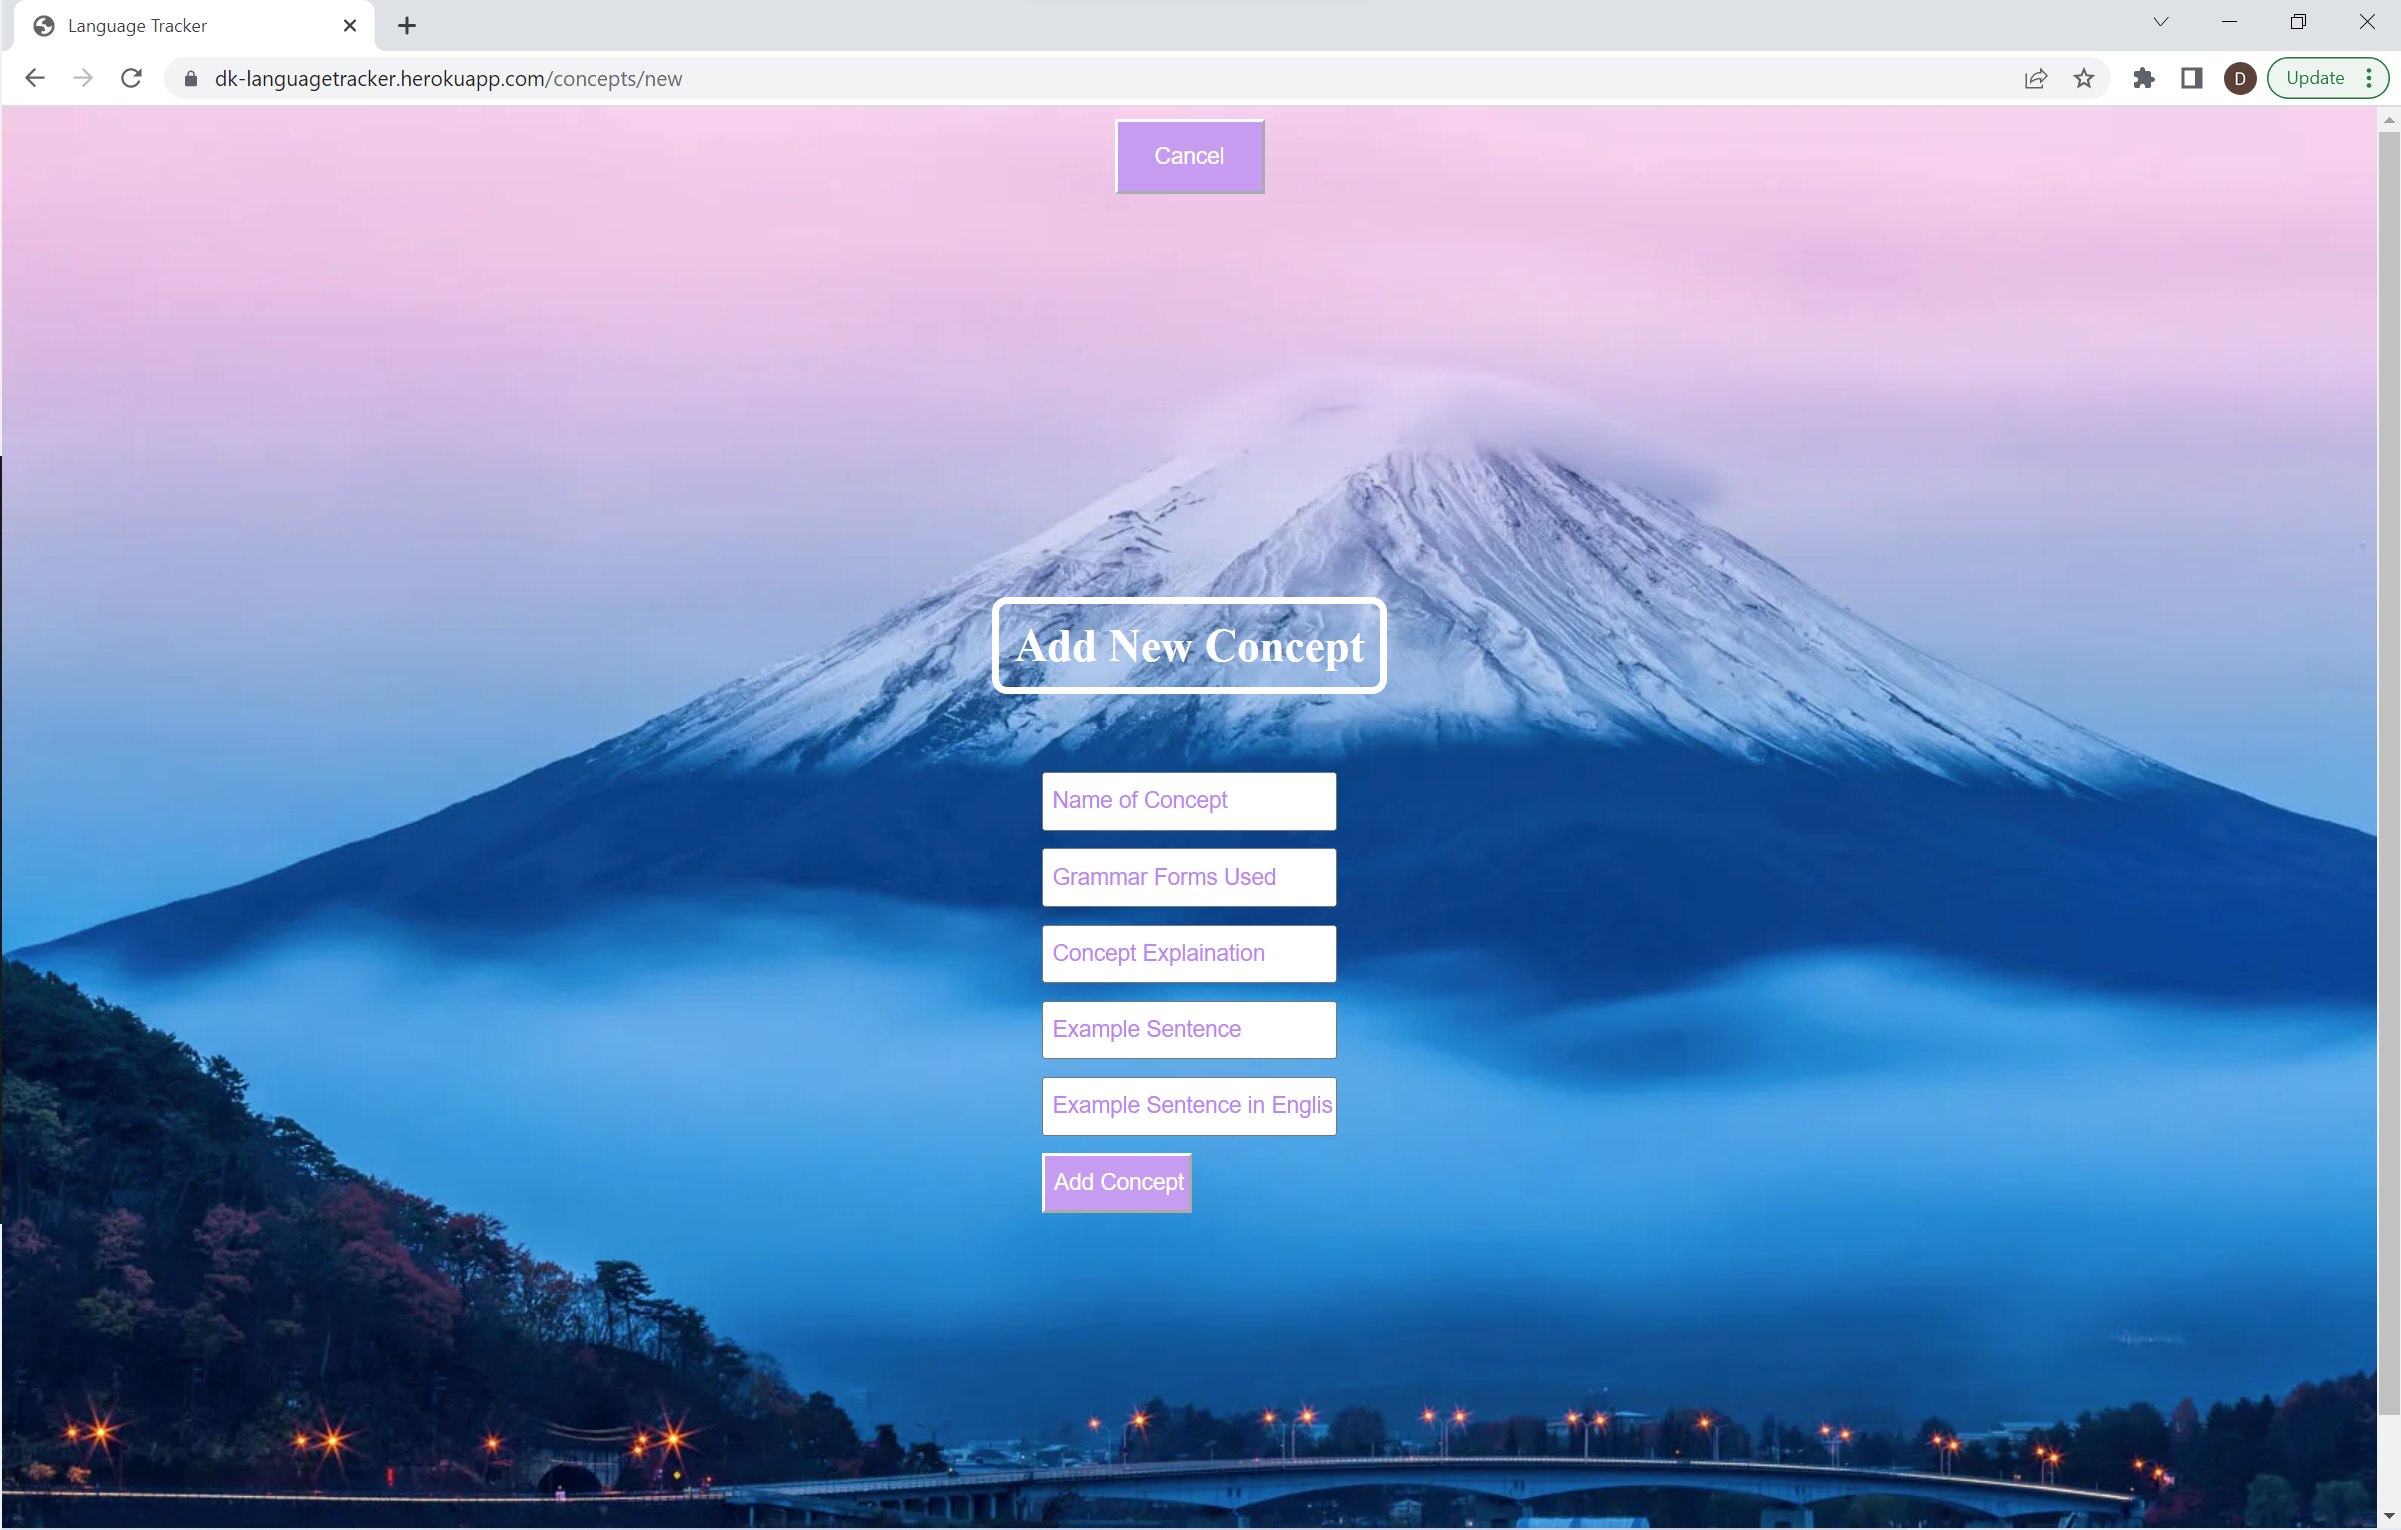 Language Tracker
dk-languagetracker.herokuapp.com/concepts/new
D
Update
Cancel
Add New Concept
Name of Concept
Grammar Forms Used
Concept Explaination
Example Sentence
Example Sentence in Englis
Add Concept